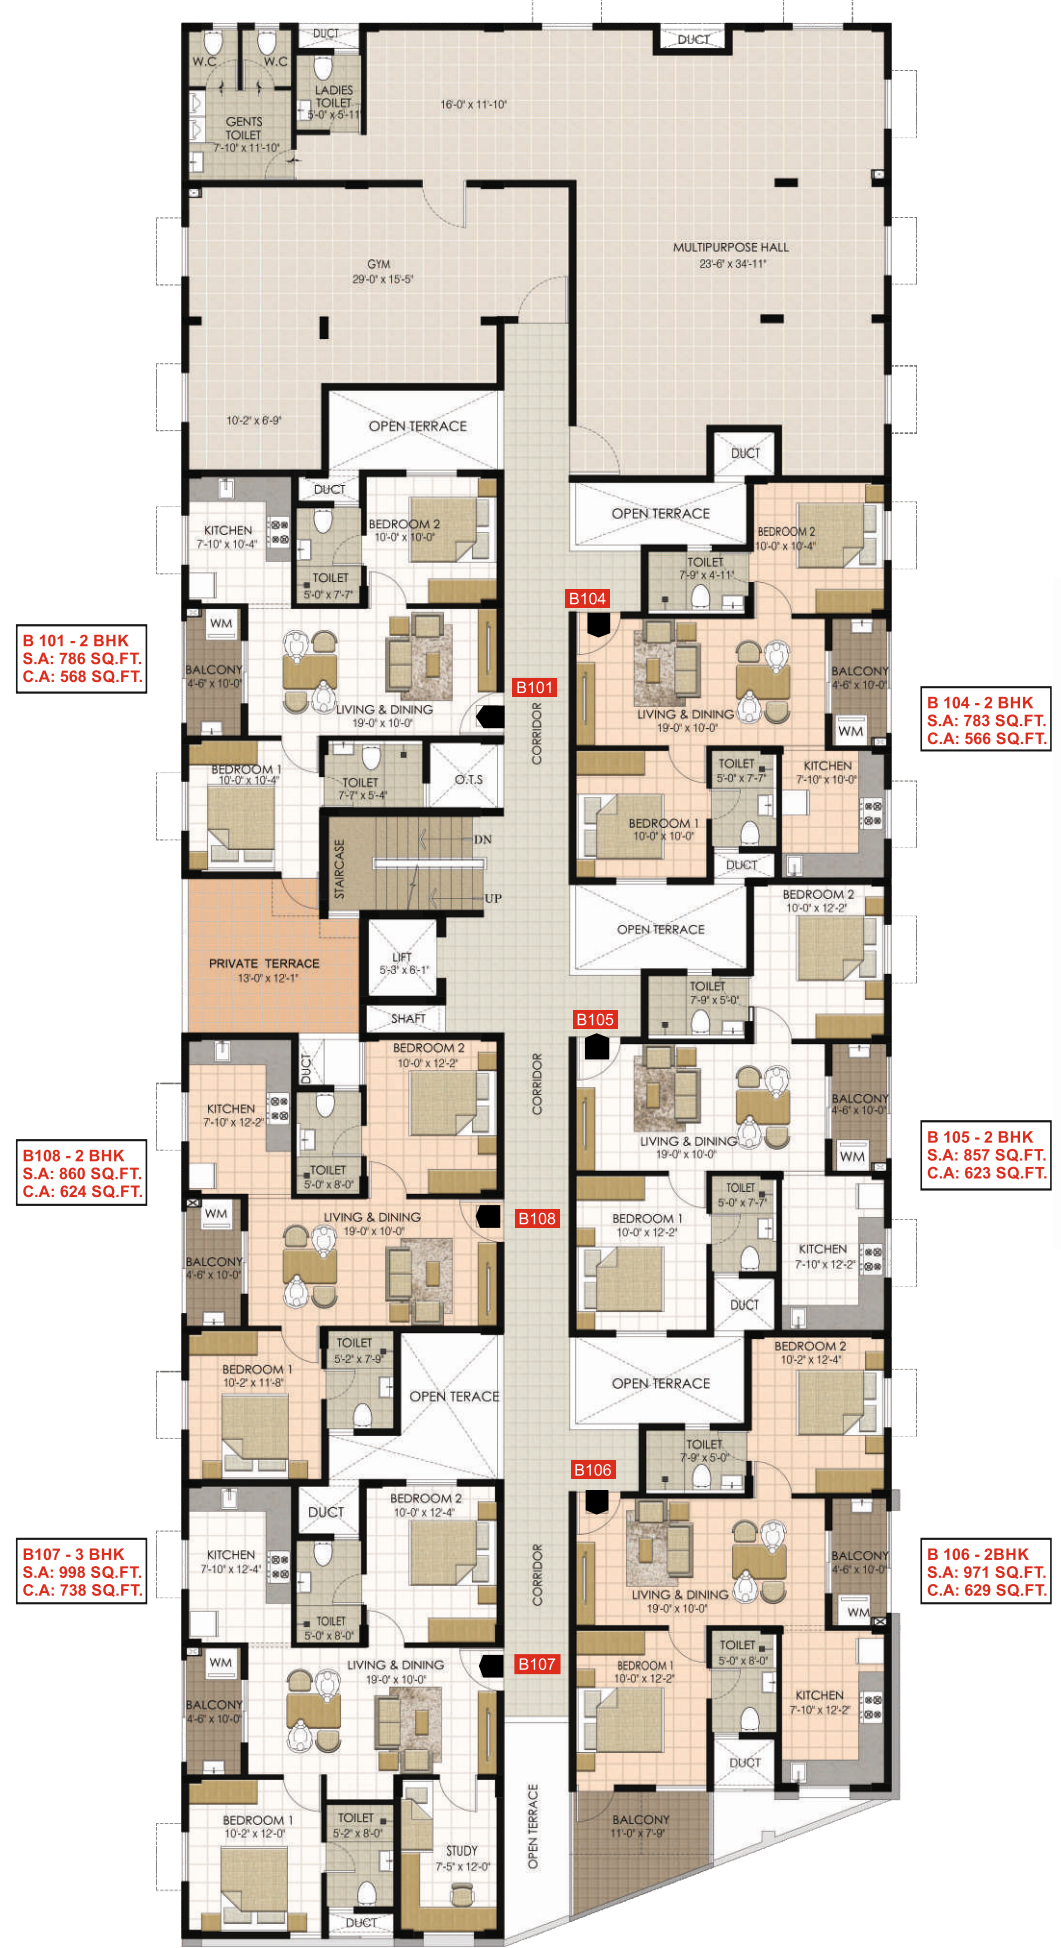 DUCT
DUCT
W.C
W.C
LADIES
TOILET
5'-0" x 5'-11"
16'-0" x 11'-10"
GENTS
TOILET
7'-10" x 11'-10"
MULTIPURPOSE HALL
23'-6" x 34'-11"
GYM
29'-0" x 15'-5"
10'-2" x 6'-9"
OPEN TERRACE
DUCT
DUCT
OPEN TERRACE
KITCHEN
7'-10" x 10'-4"
BEDROOM 2
10'-0" x 10'-0"
BEDROOM 2
10'-0" x 10'-4"
TOILET
5'-0" x 7'-7"
TOILET
7'-9" x 4'-11"
B104
WM
B 101 - 2 BHK
S.A: 786 SQ.FT.
C.A: 568 SQ.FT.
BALCONY
4'-6" x 10'-0"
LIVING & DINING
19'-0" x 10'-0"
B101
CORRIDOR
LIVING & DINING
19'-0" x 10'-0"
BALCONY
4'-6" x 10'-0"
WM
B 104 - 2 BHK
S.A: 783 SQ.FT.
C.A: 566 SQ.FT.
BEDROOM 1
10'-0" x 10'-4"
TOILET
7'-7" x 5'-4"
O.T.S
TOILET
5'-0" x 7'-7"
KITCHEN
7'-10" x 10'-0"
BEDROOM 1
10'-0" x 10'-0"
DUCT
STAIRCASE
DN
UP
BEDROOM 2
10'-0" x 12'-2"
OPEN TERRACE
PRIVATE TERRACE
13'-0" x 12'-1"
LIFT
5'-3" x 6'-1"
TOILET
7'-9" x 5'-0"
SHAFT
B105
DUCT
BEDROOM 2
10'-0" x 12'-2"
CORRIDOR
KITCHEN
7'-10" x 12'-2"
BALCONY
4'-6" x 10'-0"
WM
LIVING & DINING
19'-0" x 10'-0"
B 105 - 2 BHK
S.A: 857 SQ.FT.
C.A: 623 SQ.FT.
B108 - 2 BHK
S.A: 860 SQ.FT.
C.A: 624 SQ.FT.
TOILET
5'-0" x 8'-0"
TOILET
5'-0" x 7'-7"
WM
LIVING & DINING
19'-0" x 10'-0"
B108
BEDROOM 1
10'-0" x 12'-2"
KITCHEN
7'-10" x 12'-2"
BALCONY
4'-6" x 10'-0"
DUCT
TOILET
5'-2" x 7'-9"
BEDROOM 1
10'-2" x 11'-8"
OPEN TERACE
OPEN TERRACE
BEDROOM 2
10'-2" x 12'-4"
TOILET
7'-9" x 5'-0"
B106
DUCT
BEDROOM 2
10'-0" x 12'-4"
B107 - 3 BHK
S.A: 998 SQ.FT.
C.A: 738 SQ.FT.
KITCHEN
7'-10" x 12'-4"
CORRIDOR
BALCONY
4'-6" x 10'-0"
WM
B 106 - 2BHK
S.A: 971 SQ.FT.
C.A: 629 SQ.FT.
LIVING & DINING
19'-0" x 10'-0"
TOILET
5'-0" x 8'-0"
WM
LIVING & DINING
19'-0" x 10'-0"
B107
BEDROOM 1
10'-0" x 12'-2"
TOILET
5'-0" x 8'-0"
BALCONY
4'-6" x 10'-0"
KITCHEN
7'-10" x 12'-2"
DUCT
BEDROOM 1
10'-2" x 12'-0"
TOILET
5'-2" x 8'-0"
OPEN TERRACE
BALCONY
11'-0" x 7'-9"
STUDY
7'-5" x 12'-0"
DUCT